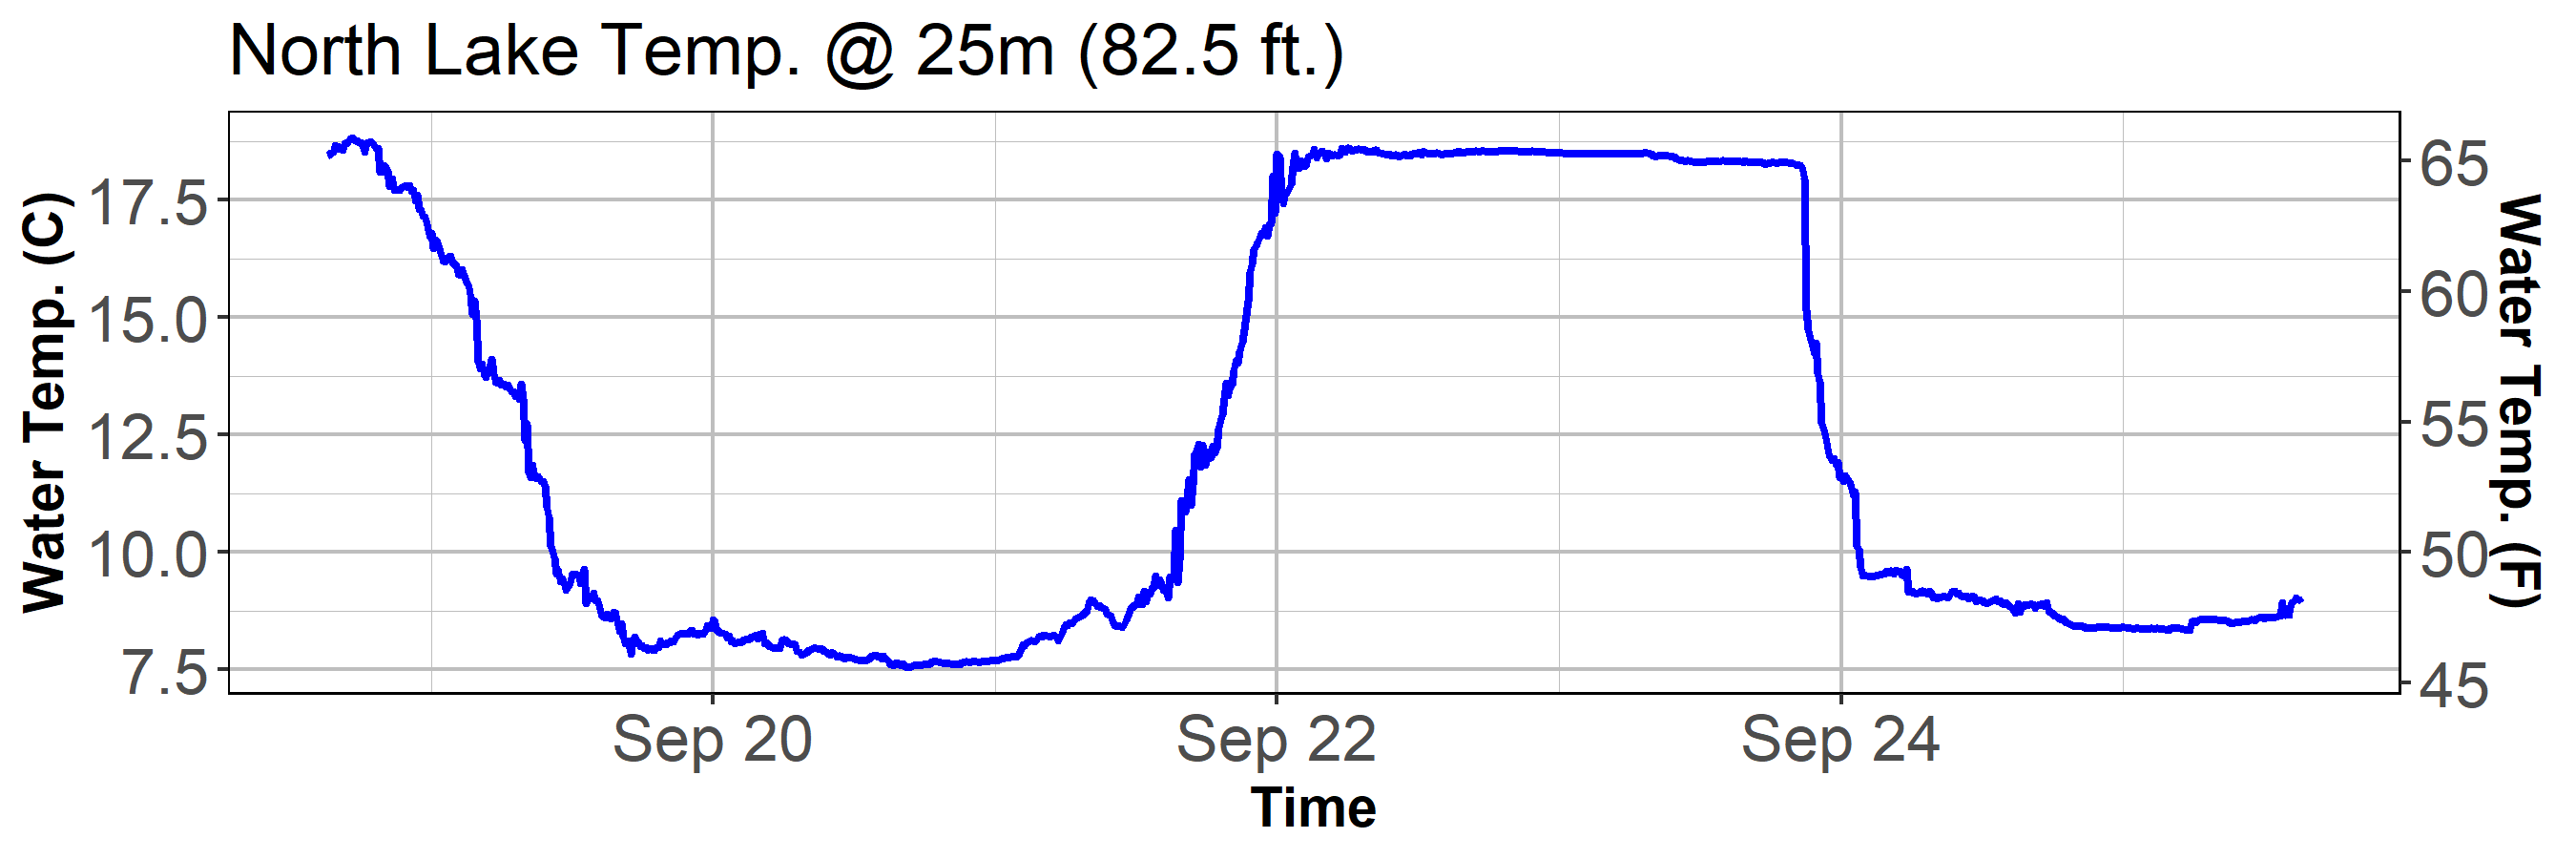 North Lake Temp. @ 25m (82.5 ft.)
Water Temp. (C)
17.5
15.0
12.5
10.0
7.5
65
60
55
50
45
Water Temp. (F)
Sep 20 Sep 22 Sep 24
Time